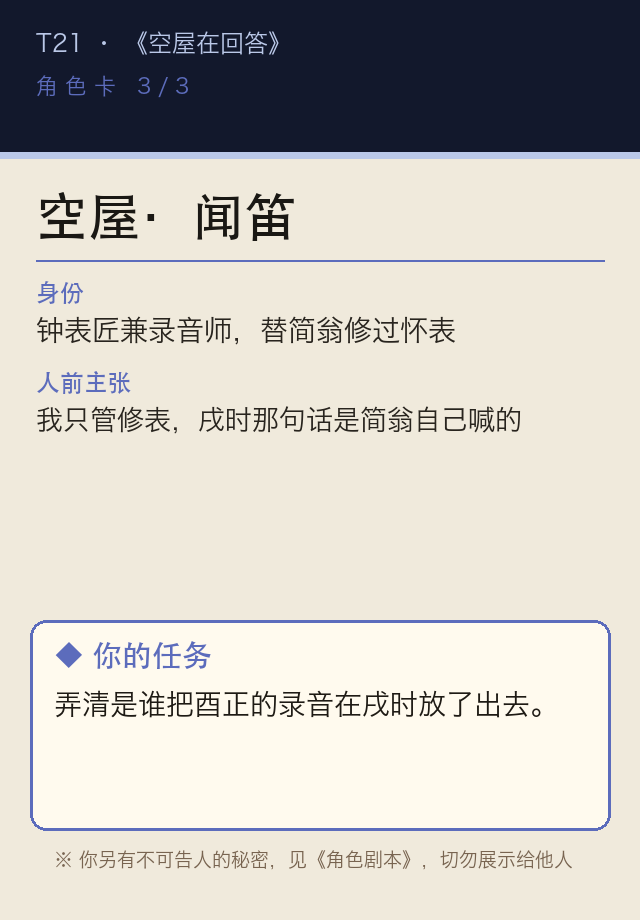 T21 · 《空屋在回答》
角色卡 3/3
空屋· 闻笛
身份
钟表匠兼录音师，替简翁修过怀表
人前主张
我只管修表，戌时那句话是简翁自己喊的
◆ 你的任务
弄清是谁把酉正的录音在戌时放了出去。
※ 你另有不可告人的秘密，见《角色剧本》，切勿展示给他人